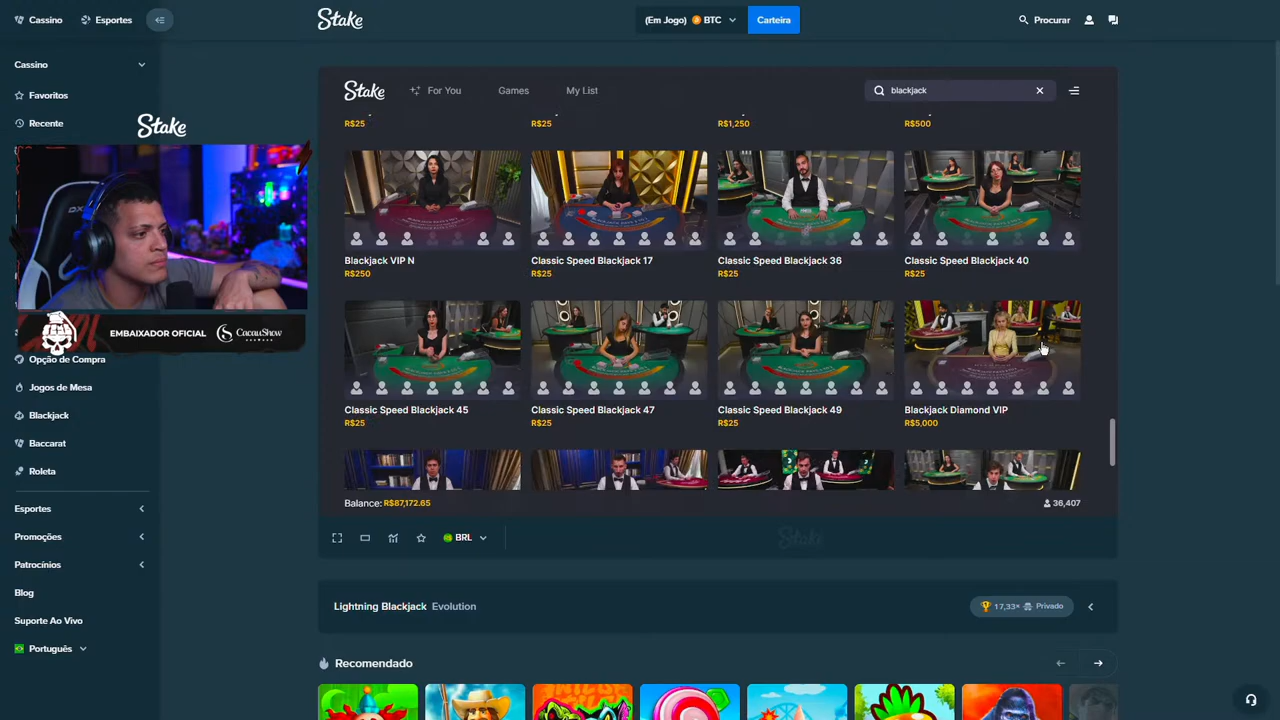 Cassino
Esportes
Stake
(Em Jogo) BTC
Carteira
Procurar
Cassino
Favoritos
Recente
Stake
EMBAIXADOR OFICIAL
CACAUSHOW
Opção de Compra
Jogos de Mesa
Blackjack
Baccarat
Roleta
Esportes
Promoções
Patrocínios
Blog
Suporte Ao Vivo
Português
Stake
For You
Games
My List
blackjack
R$25
R$25
R$1,250
R$500
Blackjack VIP N
R$250
Classic Speed Blackjack 17
R$25
Classic Speed Blackjack 36
R$25
Classic Speed Blackjack 40
R$25
Classic Speed Blackjack 45
R$25
Classic Speed Blackjack 47
R$25
Classic Speed Blackjack 49
R$25
Blackjack Diamond VIP
R$5,000
Balance: R$87,172.65
36,407
BRL
Stake
Lightning Blackjack Evolution
17,33× Privado
Recomendado